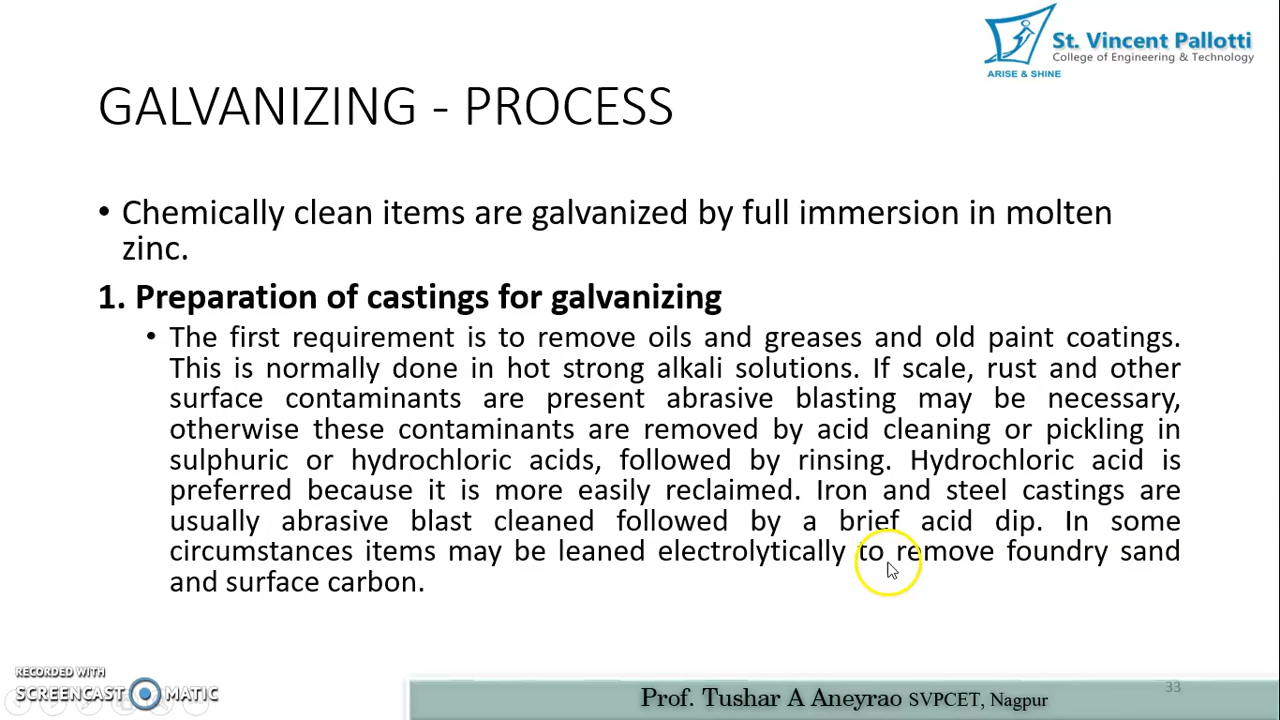 St. Vincent Pallotti
College of Engineering & Technology
ARISE & SHINE
GALVANIZING - PROCESS
• Chemically clean items are galvanized by full immersion in molten
zinc.
1. Preparation of castings for galvanizing
• The first requirement is to remove oils and greases and old paint coatings.
This is normally done in hot strong alkali solutions. If scale, rust and other
surface contaminants are present abrasive blasting may be necessary,
otherwise these contaminants are removed by acid cleaning or pickling in
sulphuric or hydrochloric acids, followed by rinsing. Hydrochloric acid is
preferred because it is more easily reclaimed. Iron and steel castings are
usually abrasive blast cleaned followed by a brief acid dip. In some
circumstances items may be leaned electrolytically to remove foundry sand
and surface carbon.
RECORDED WITH
SCREENCAST MATIC
Prof. Tushar A Aneyrao SVPCET, Nagpur
33